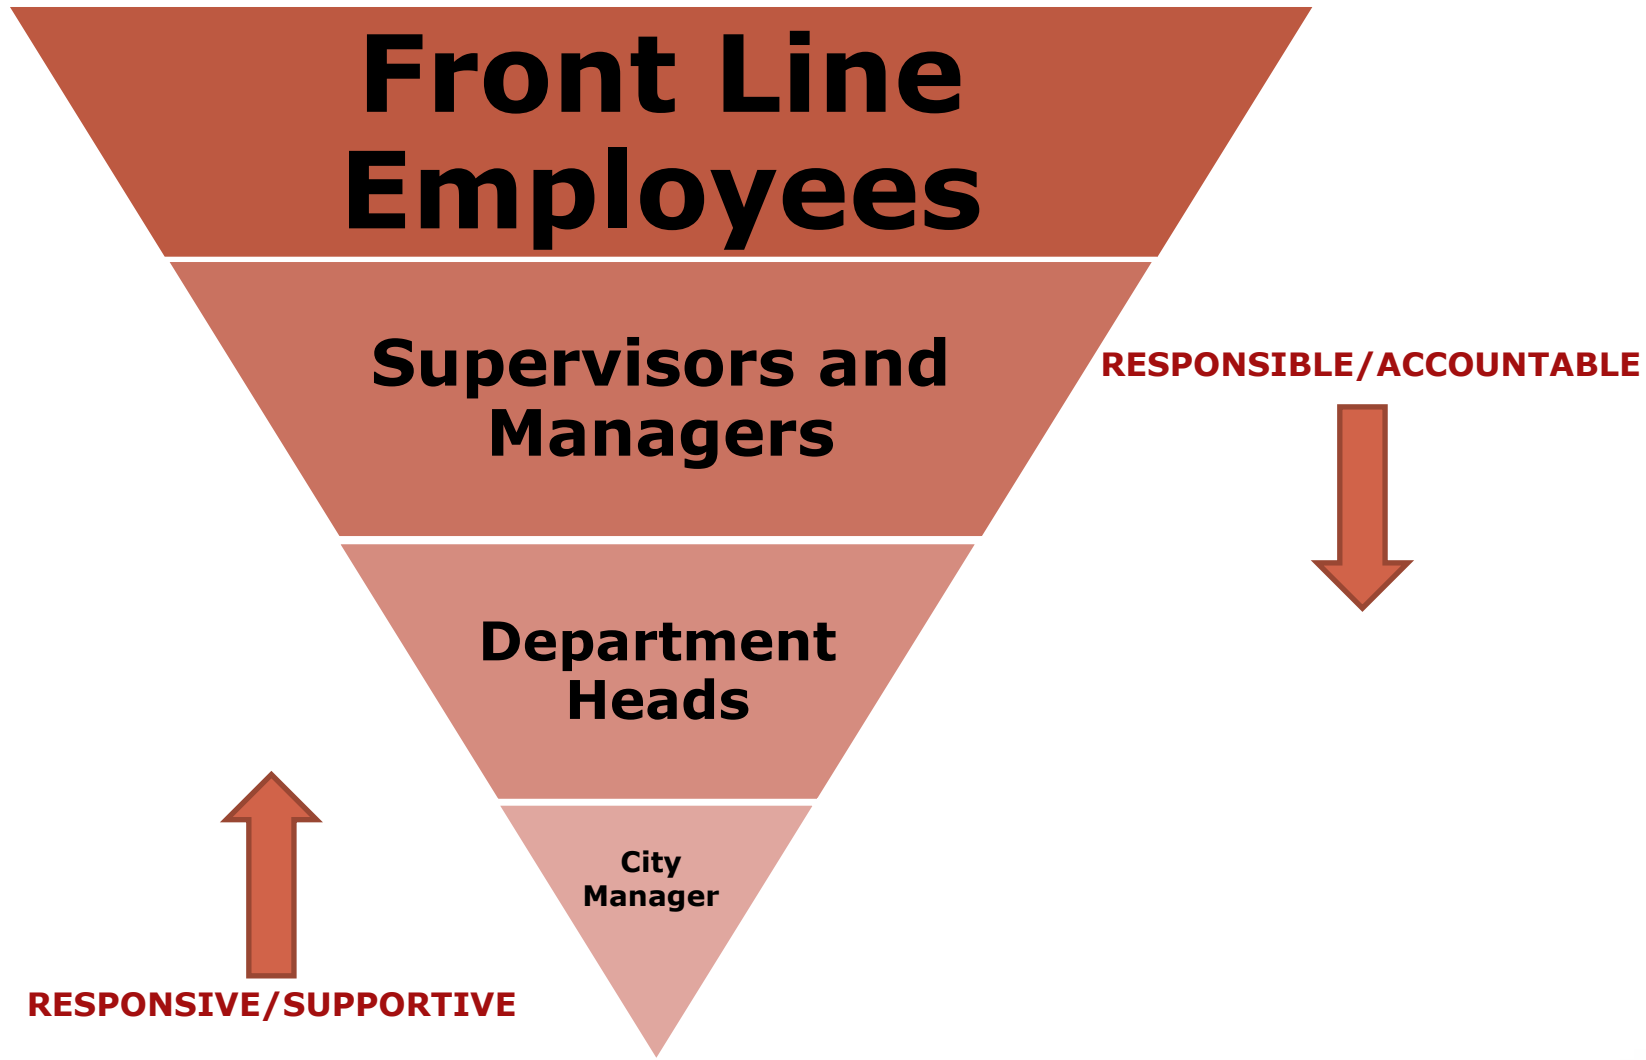 Front Line
Employees
Supervisors and
Managers
RESPONSIBLE/ACCOUNTABLE
Department
Heads
City
Manager
RESPONSIVE/SUPPORTIVE